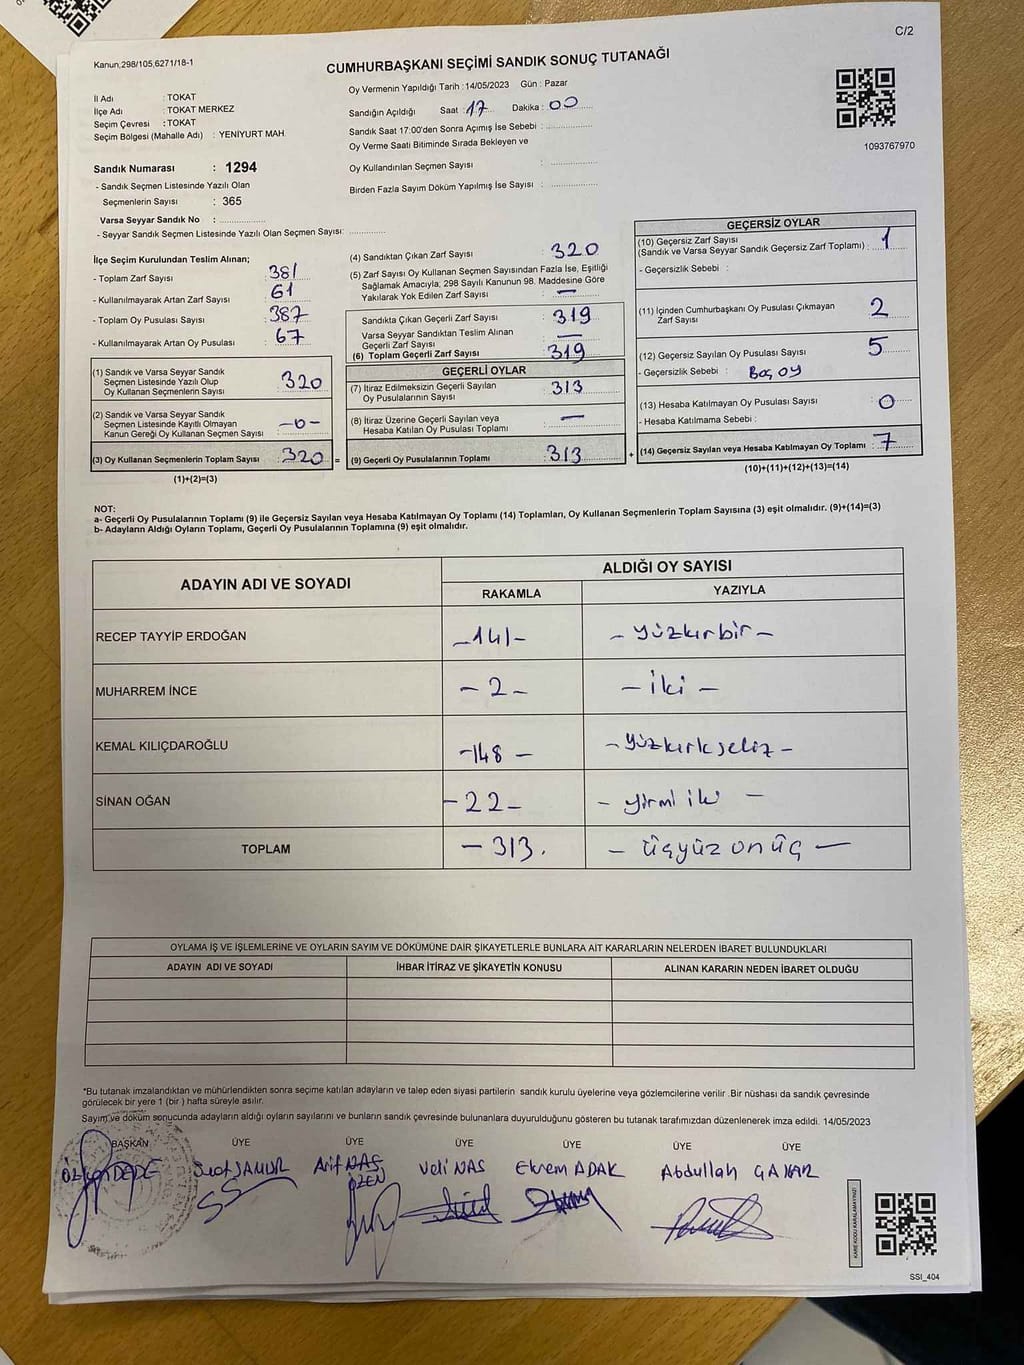 C/2
Kanun,298/105,6271/18-1
CUMHURBAŞKANI SEÇİMİ SANDIK SONUÇ TUTANAĞI
İl Adı : TOKAT
İlçe Adı : TOKAT MERKEZ
Seçim Çevresi : TOKAT
Seçim Bölgesi (Mahalle Adı) : YENİYURT MAH.
Sandık Numarası : 1294
- Sandık Seçmen Listesinde Yazılı Olan
Seçmenlerin Sayısı : 365
Varsa Seyyar Sandık No : ....................
- Seyyar Sandık Seçmen Listesinde Yazılı Olan Seçmen Sayısı: ................
Oy Vermenin Yapıldığı Tarih : 14/05/2023 Gün : Pazar
Sandığın Açıldığı Saat : 17 Dakika : 00
Sandık Saat 17.00'den Sonra Açımış İse Sebebi : ................
Oy Verme Saati Bitiminde Sırada Bekleyen ve
Oy Kullandırılan Seçmen Sayısı : ................
Birden Fazla Sayım Döküm Yapılmış İse Sayısı : ................
1093767970
İlçe Seçim Kurulundan Teslim Alınan;
- Toplam Zarf Sayısı : 381
- Kullanılmayarak Artan Zarf Sayısı : 61
- Toplam Oy Pusulası Sayısı : 387
- Kullanılmayarak Artan Oy Pusulası : 67
(1) Sandık ve Varsa Seyyar Sandık
Seçmen Listesinde Yazılı Olup
Oy Kullanan Seçmenlerin Sayısı : 320
(2) Sandık ve Varsa Seyyar Sandık
Seçmen Listesinde Kayıtlı Olmayan
Kanun Gereği Oy Kullanan Seçmen Sayısı : -0-
(3) Oy Kullanan Seçmenlerin Toplam Sayısı : 320 =
(1)+(2)=(3)
(4) Sandıktan Çıkan Zarf Sayısı : 320
(5) Zarf Sayısı Oy Kullanan Seçmen Sayısından Fazla İse, Eşitliği
Sağlamak Amacıyla, 298 Sayılı Kanunun 98. Maddesine Göre
Yakılarak Yok Edilen Zarf Sayısı : —
Sandıkta Çıkan Geçerli Zarf Sayısı : 319
Varsa Seyyar Sandıktan Teslim Alınan
Geçerli Zarf Sayısı : —
(6) Toplam Geçerli Zarf Sayısı : 319
GEÇERLİ OYLAR
(7) İtiraz Edilmeksizin Geçerli Sayılan
Oy Pusulalarının Sayısı : 313
(8) İtiraz Üzerine Geçerli Sayılan veya
Hesaba Katılan Oy Pusulası Toplamı : —
(9) Geçerli Oy Pusulalarının Toplamı : 313 +
GEÇERSİZ OYLAR
(10) Geçersiz Zarf Sayısı
(Sandık ve Varsa Seyyar Sandık Geçersiz Zarf Toplamı) : 1
- Geçersizlik Sebebi :
(11) İçinden Cumhurbaşkanı Oy Pusulası Çıkmayan
Zarf Sayısı : 2
(12) Geçersiz Sayılan Oy Pusulası Sayısı : 5
- Geçersizlik Sebebi : Boş oy
(13) Hesaba Katılmayan Oy Pusulası Sayısı : 0
- Hesaba Katılmama Sebebi :
(14) Geçersiz Sayılan veya Hesaba Katılmayan Oy Toplamı : 7
(10)+(11)+(12)+(13)=(14)
NOT:
a- Geçerli Oy Pusulalarının Toplamı (9) ile Geçersiz Sayılan veya Hesaba Katılmayan Oy Toplamı (14) Toplamları, Oy Kullanan Seçmenlerin Toplam Sayısına (3) eşit olmalıdır. (9)+(14)=(3)
b- Adayların Aldığı Oyların Toplamı, Geçerli Oy Pusulalarının Toplamına (9) eşit olmalıdır.
ADAYIN ADI VE SOYADI ALDIĞI OY SAYISI
RAKAMLA YAZIYLA
RECEP TAYYİP ERDOĞAN -141- - yüzkırbir -
MUHARREM İNCE - 2 - - iki -
KEMAL KILIÇDAROĞLU -148 - - yüzkırksekiz -
SİNAN OĞAN - 22 - - yirmi iki -
TOPLAM - 313. - üçyüz onüç -
OYLAMA İŞ VE İŞLEMLERİNE VE OYLARIN SAYIM VE DÖKÜMÜNE DAİR ŞİKAYETLERLE BUNLARA AİT KARARLARIN NELERDEN İBARET BULUNDUKLARI
ADAYIN ADI VE SOYADI İHBAR İTİRAZ VE ŞİKAYETİN KONUSU ALINAN KARARIN NEDEN İBARET OLDUĞU
*Bu tutanak imzalandıktan ve mühürlendikten sonra seçime katılan adayların ve talep eden siyasi partilerin sandık kurulu üyelerine veya gözlemcilerine verilir .Bir nüshası da sandık çevresinde
görülecek bir yere 1 (bir ) hafta süreyle asılır.
Sayım ve döküm sonucunda adayların aldığı oyların sayılarını ve bunların sandık çevresinde bulunanlara duyurulduğunu gösteren bu tutanak tarafımızdan düzenlenerek imza edildi. 14/05/2023
BAŞKAN ÜYE ÜYE ÜYE ÜYE ÜYE ÜYE
DEDE Arif NAS Veli NAS Ekrem ADAK Abdullah
ÖZEN
KARE KODU KARALAMAYINIZ!
SSİ_404